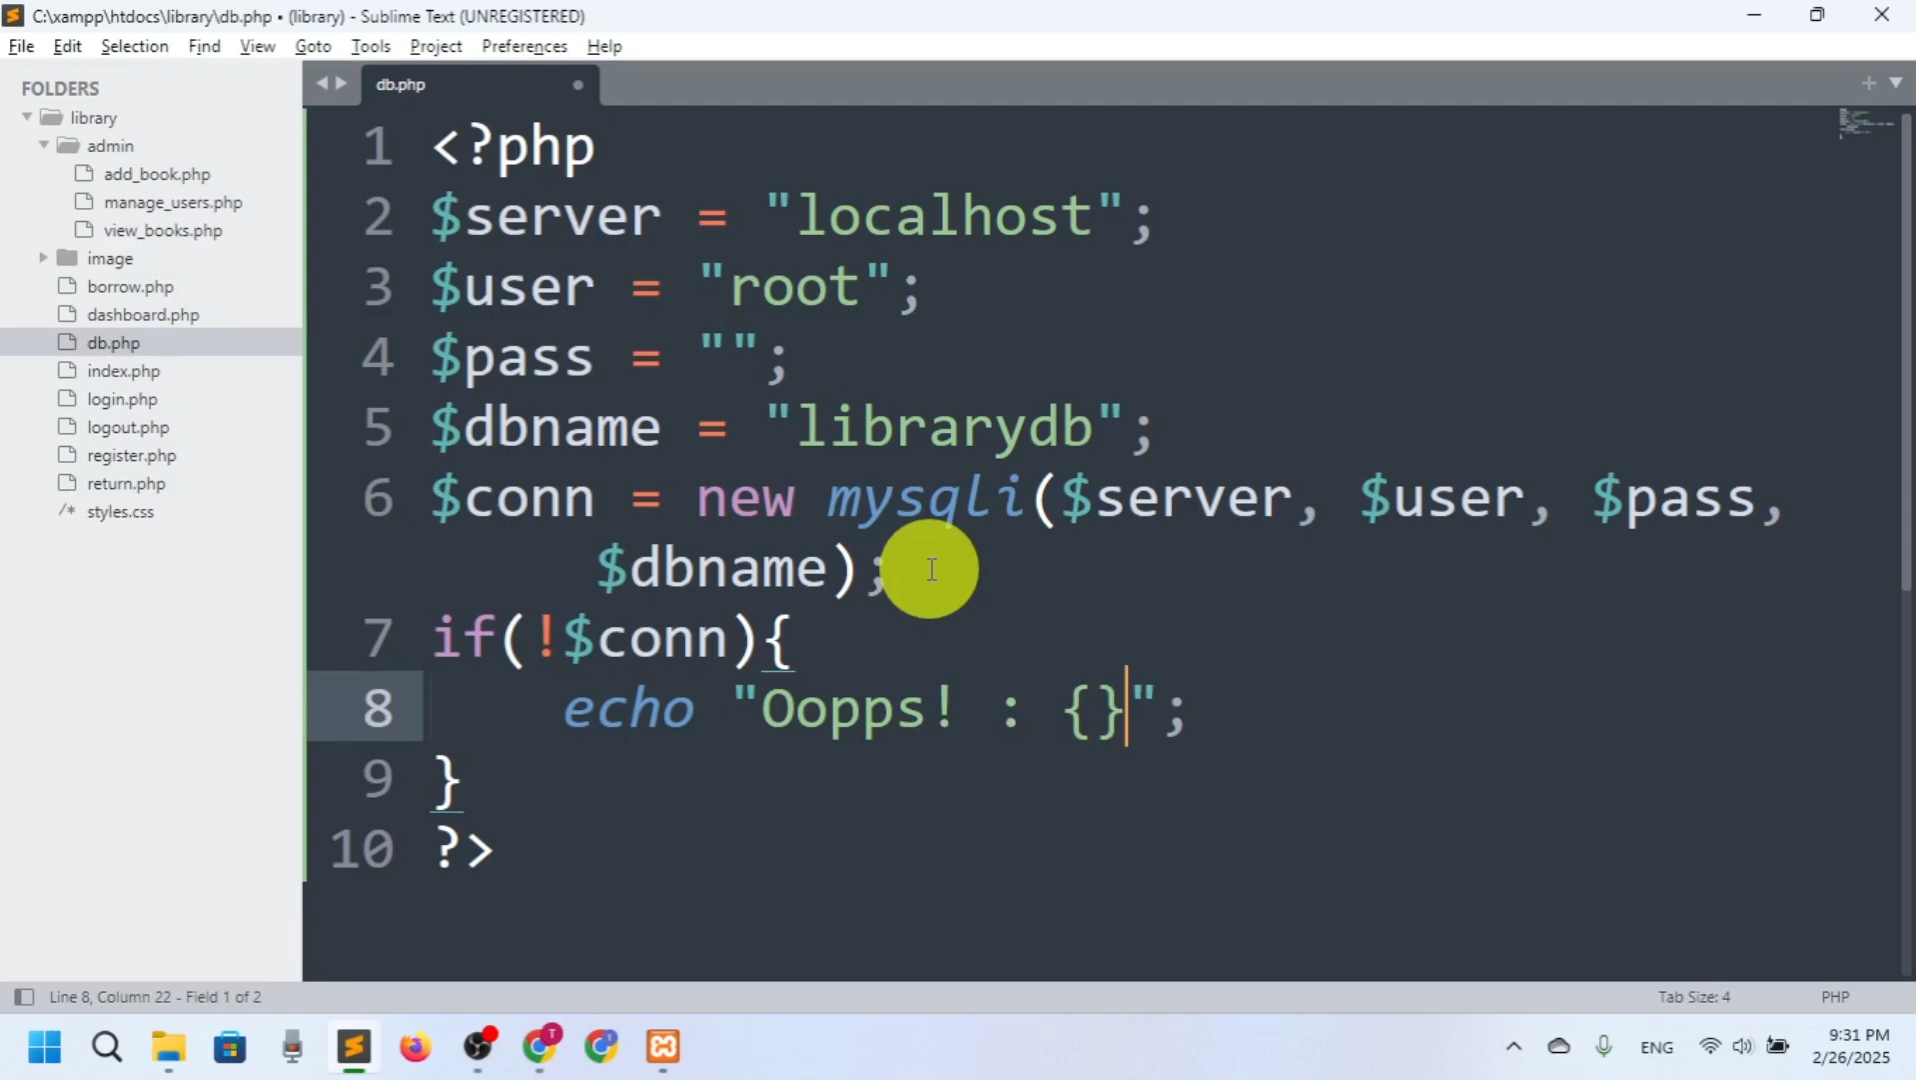 C:\xampp\htdocs\library\db.php • (library) - Sublime Text (UNREGISTERED)
File Edit Selection Find View Goto Tools Project Preferences Help
FOLDERS
library
admin
add_book.php
manage_users.php
view_books.php
image
borrow.php
dashboard.php
db.php
index.php
login.php
logout.php
register.php
return.php
/* styles.css
db.php
1 <?php
2 $server = "localhost";
3 $user = "root";
4 $pass = "";
5 $dbname = "librarydb";
6 $conn = new mysqli($server, $user, $pass,
$dbname);
7 if(!$conn){
8 echo "Oopps! : {}";
9 }
10 ?>
Line 8, Column 22 - Field 1 of 2
Tab Size: 4
PHP
T
ENG
9:31 PM
2/26/2025